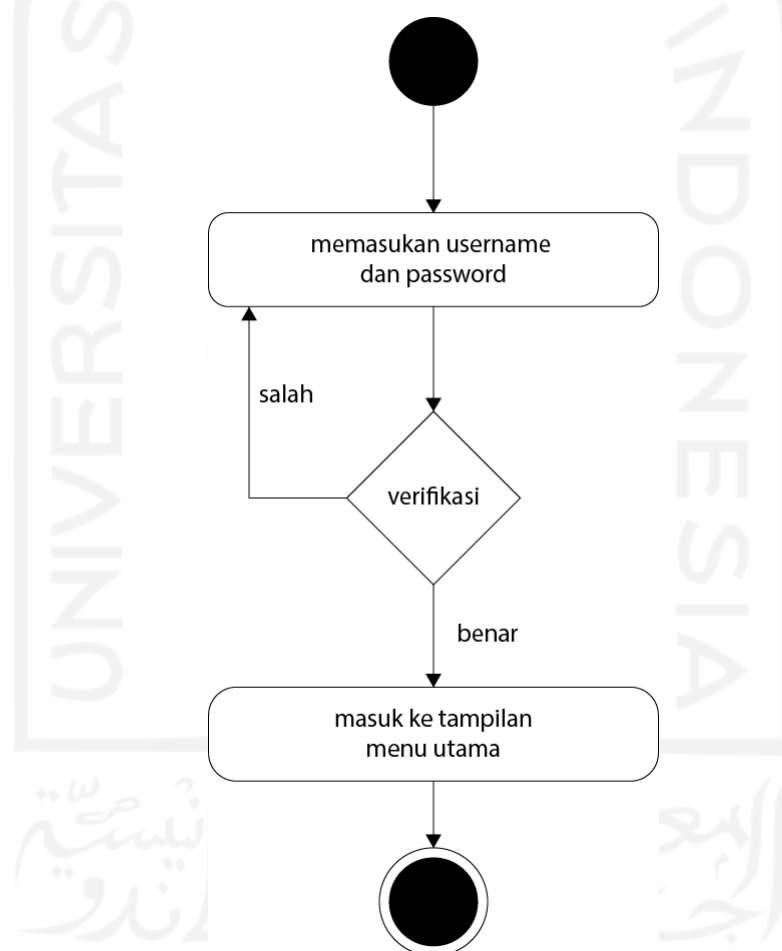 memasukan username
dan password
salah
verifikasi
benar
masuk ke tampilan
menu utama
UNIVERSITAS
INDONESIA